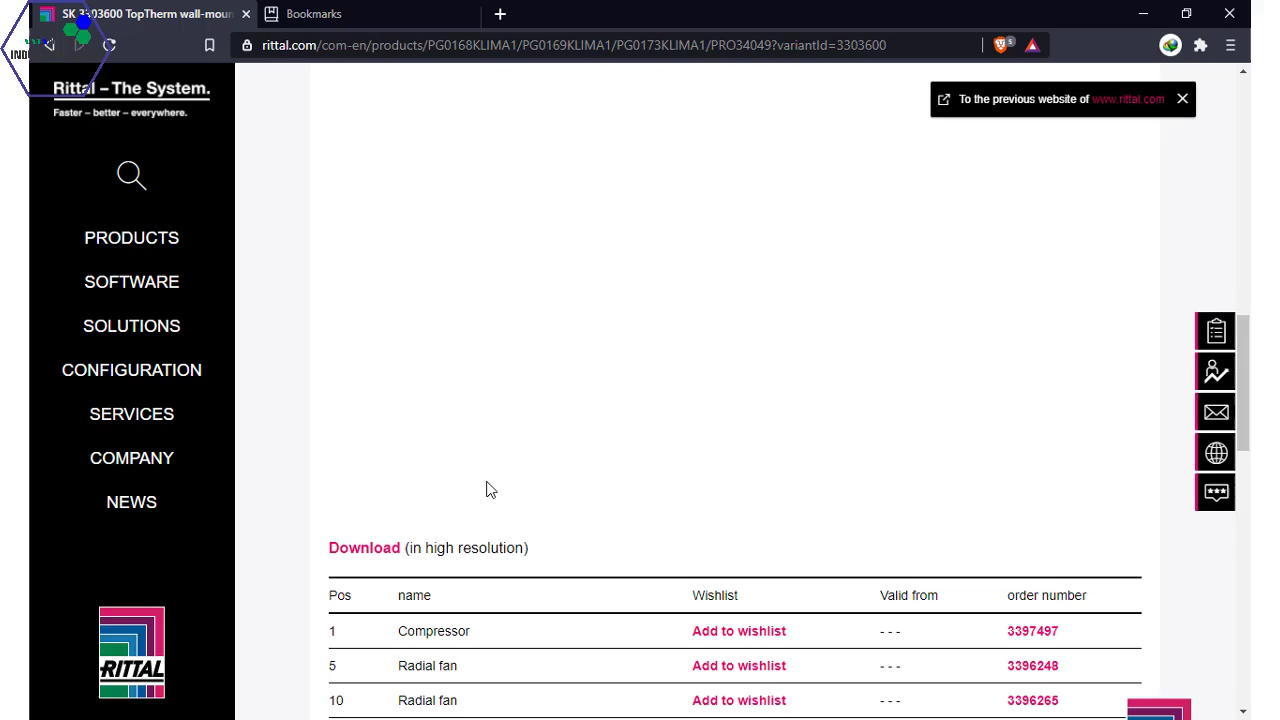 SK 3303600 TopTherm wall-moun
Bookmarks
rittal.com/com-en/products/PG0168KLIMA1/PG0169KLIMA1/PG0173KLIMA1/PRO34049?variantId=3303600
5
Rittal – The System.
Faster – better – everywhere.
To the previous website of www.rittal.com
PRODUCTS
SOFTWARE
SOLUTIONS
CONFIGURATION
SERVICES
COMPANY
NEWS
RITTAL
Download (in high resolution)
Pos name Wishlist Valid from order number
1 Compressor Add to wishlist - - - 3397497
5 Radial fan Add to wishlist - - - 3396248
10 Radial fan Add to wishlist - - - 3396265